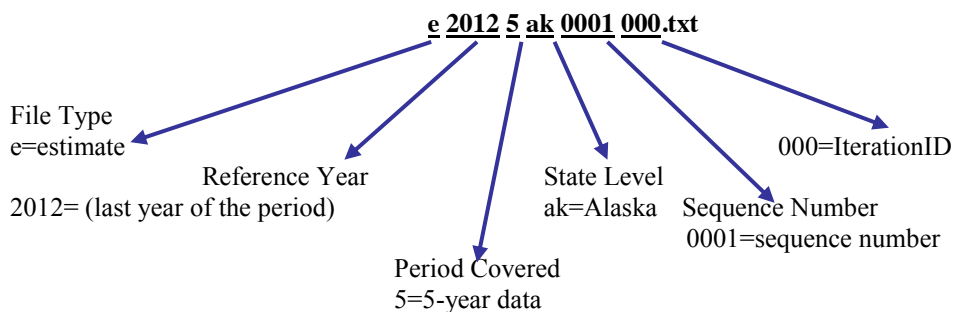 e 2012 5 ak 0001 000.txt
File Type
e=estimate
000=IterationID
Reference Year
2012= (last year of the period)
State Level
ak=Alaska
Sequence Number
0001=sequence number
Period Covered
5=5-year data